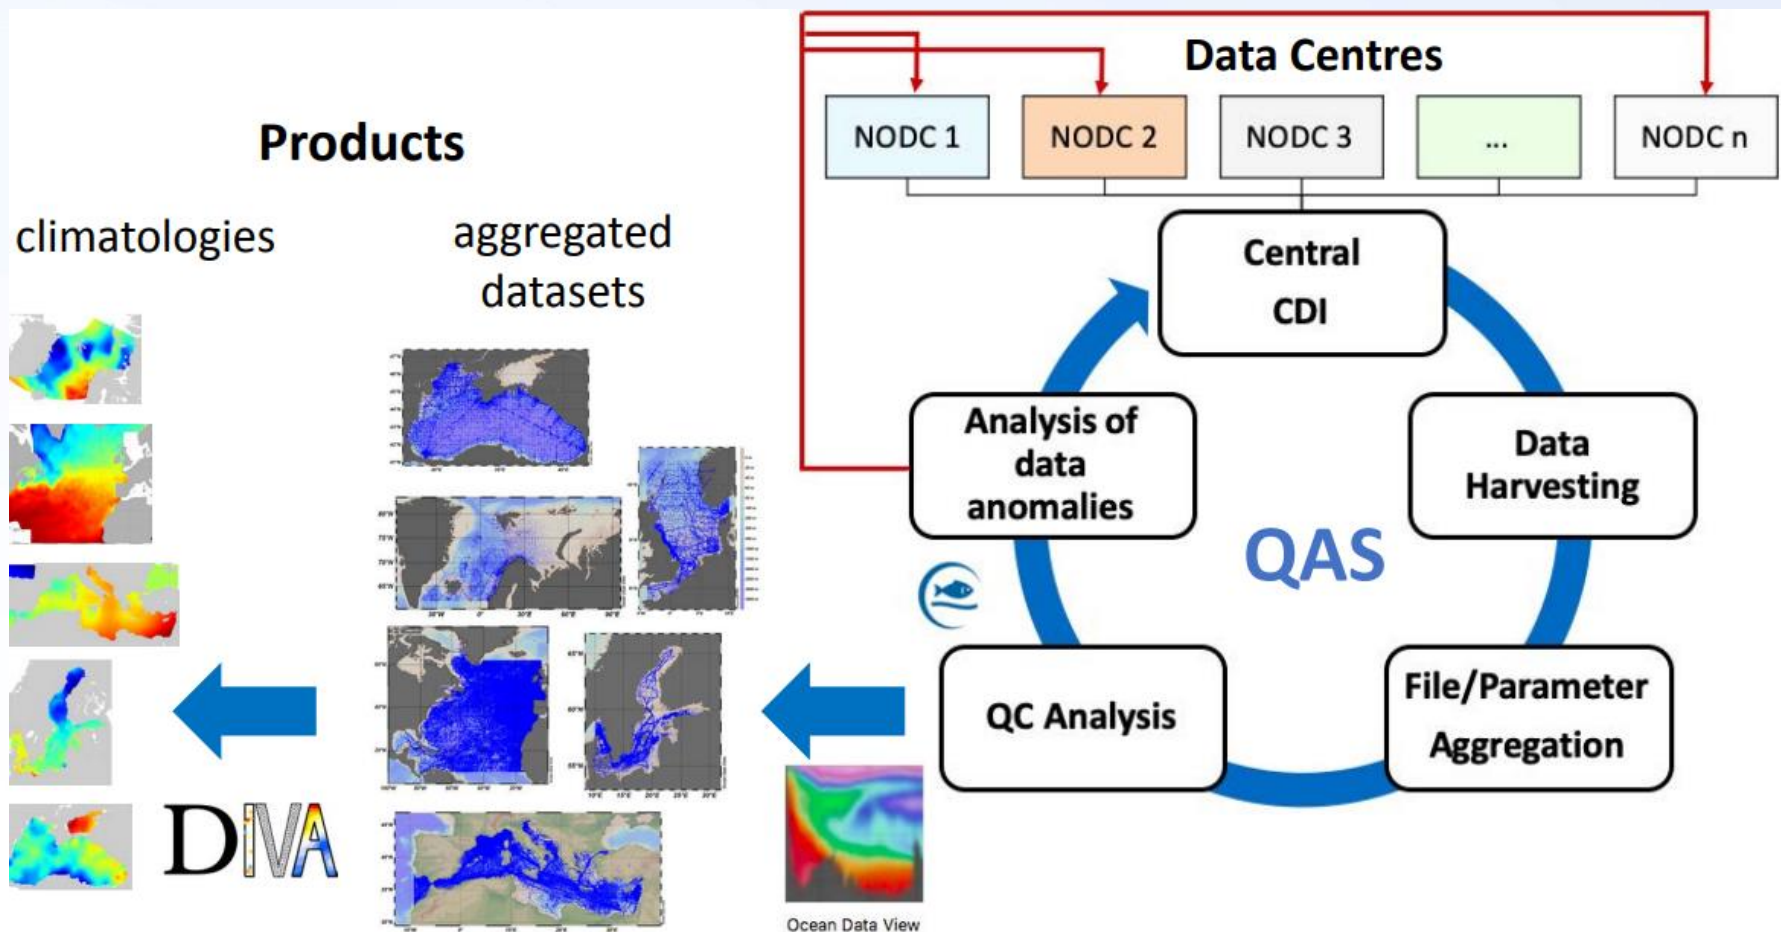 Data Centres
NODC 1
NODC 2
NODC 3
...
NODC n
Products
climatologies
aggregated
datasets
Central
CDI
Analysis of
data
anomalies
Data
Harvesting
QAS
QC Analysis
File/Parameter
Aggregation
DIVA
Ocean Data View